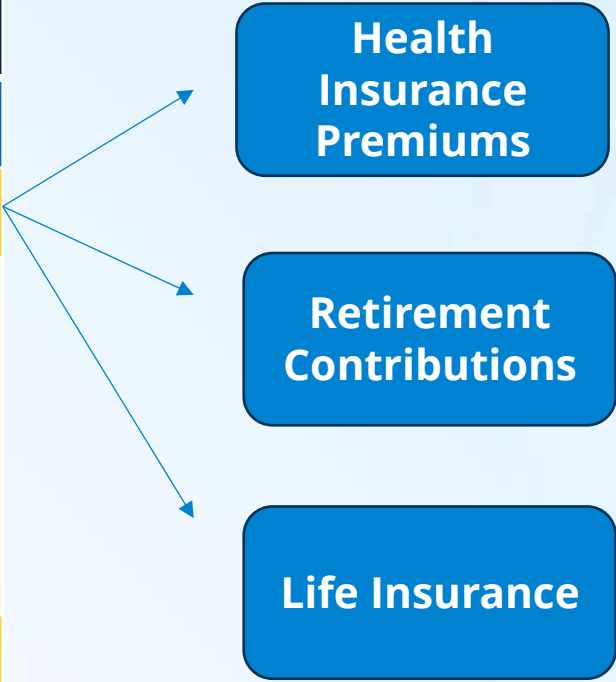 Health
Insurance
Premiums
Retirement
Contributions
Life Insurance